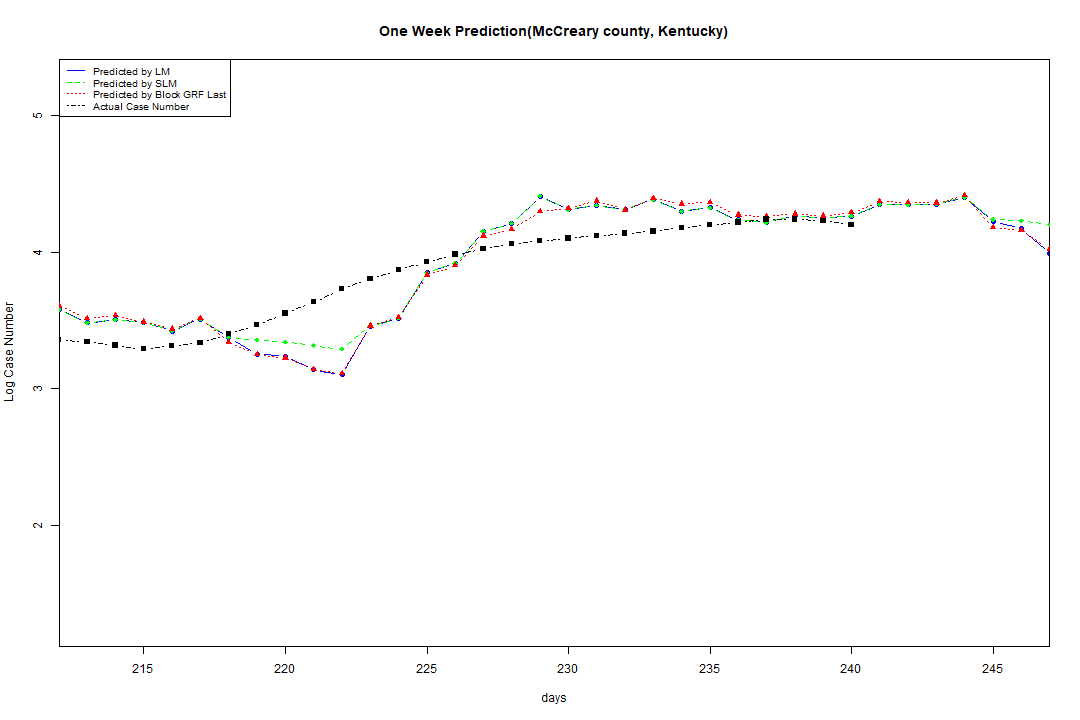 One Week Prediction(McCreary county, Kentucky)
Predicted by LM
Predicted by SLM
Predicted by Block GRF Last
Actual Case Number
5
4
3
2
Log Case Number
215 220 225 230 235 240 245
days